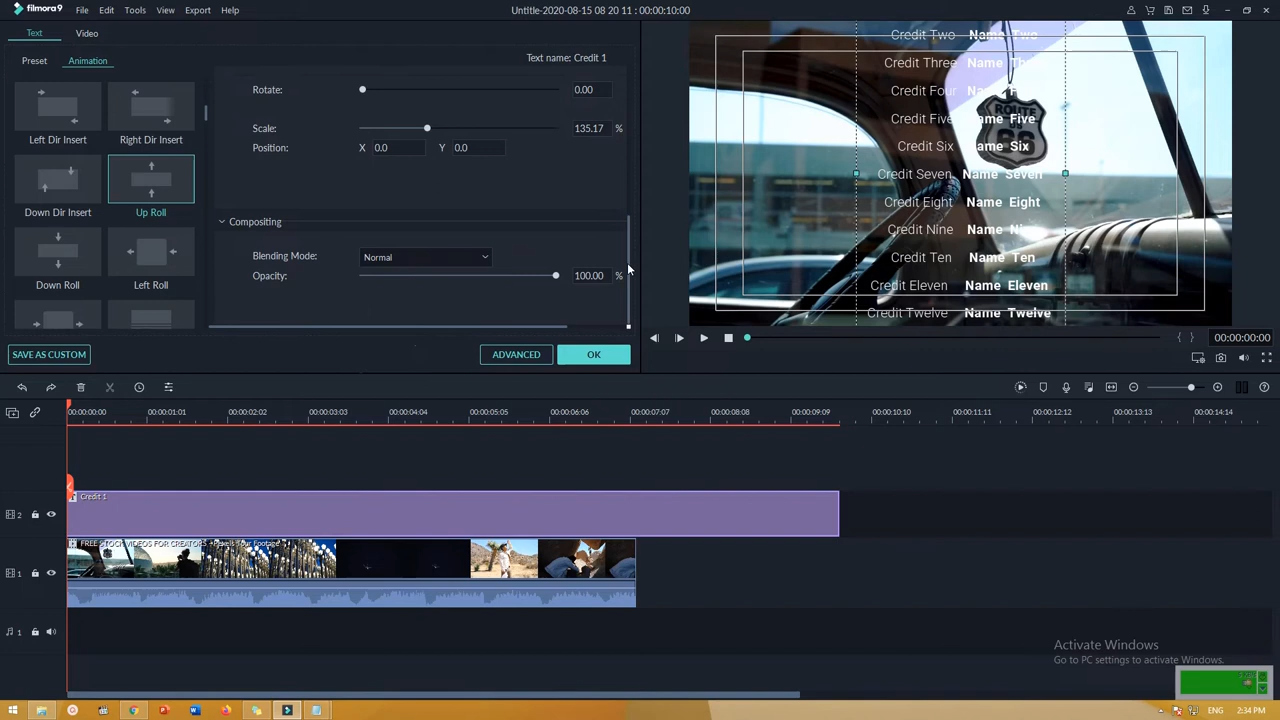 filmora9 File Edit Tools View Export Help Untitle-2020-08-15 08 20 11 : 00:00:10:00
Text Video
Preset Animation
Text name: Credit 1
Left Dir Insert Right Dir Insert
Down Dir Insert Up Roll
Down Roll Left Roll
Rotate: 0.00
Scale: 135.17 %
Position: X 0.0 Y 0.0
Compositing
Blending Mode: Normal
Opacity: 100.00 %
SAVE AS CUSTOM ADVANCED OK
Credit Two Name Two
Credit Three Name
Credit Four
Credit Five Name Five
Credit Six Name Six
Credit Seven Name Seven
Credit Eight Name Eight
Credit Nine Name Nine
Credit Ten Name Ten
Credit Eleven Name Eleven
Credit Twelve Name Twelve
ROUTE
66
{ } 00:00:00:00
00:00:00:00 00:00:01:01 00:00:02:02 00:00:03:03 00:00:04:04 00:00:05:05 00:00:06:06 00:00:07:07 00:00:08:08 00:00:09:09 00:00:10:10 00:00:11:11 00:00:12:12 00:00:13:13 00:00:14:14
Credit 1
2
FREE STOCK VIDEOS FOR CREATORS
1
1
Activate Windows
Go to PC settings to activate Windows.
ENG 2:34 PM